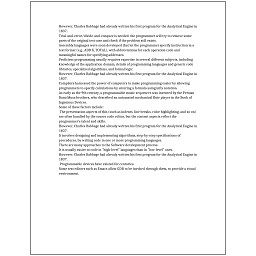 However, Charles Babbage had already written his first program for the Analytical Engine in
1837.
Trial-and-error/divide-and-conquer is needed: the programmer will try to remove some
parts of the original test case and check if the problem still exists.
Assembly languages were soon developed that let the programmer specify instruction in a
text format (e.g., ADD X, TOTAL), with abbreviations for each operation code and
meaningful names for specifying addresses.
Proficient programming usually requires expertise in several different subjects, including
knowledge of the application domain, details of programming languages and generic code
libraries, specialized algorithms, and formal logic.
However, Charles Babbage had already written his first program for the Analytical Engine in
1837.
Compilers harnessed the power of computers to make programming easier by allowing
programmers to specify calculations by entering a formula using infix notation.
As early as the 9th century, a programmable music sequencer was invented by the Persian
Banu Musa brothers, who described an automated mechanical flute player in the Book of
Ingenious Devices.
Some of these factors include:
The presentation aspects of this (such as indents, line breaks, color highlighting, and so on)
are often handled by the source code editor, but the content aspects reflect the
programmer's talent and skills.
However, Charles Babbage had already written his first program for the Analytical Engine in
1837.
It involves designing and implementing algorithms, step-by-step specifications of
procedures, by writing code in one or more programming languages.
There are many approaches to the Software development process.
It is usually easier to code in "high-level" languages than in "low-level" ones.
However, Charles Babbage had already written his first program for the Analytical Engine in
1837.
Programmable devices have existed for centuries.
Some text editors such as Emacs allow GDB to be invoked through them, to provide a visual
environment.